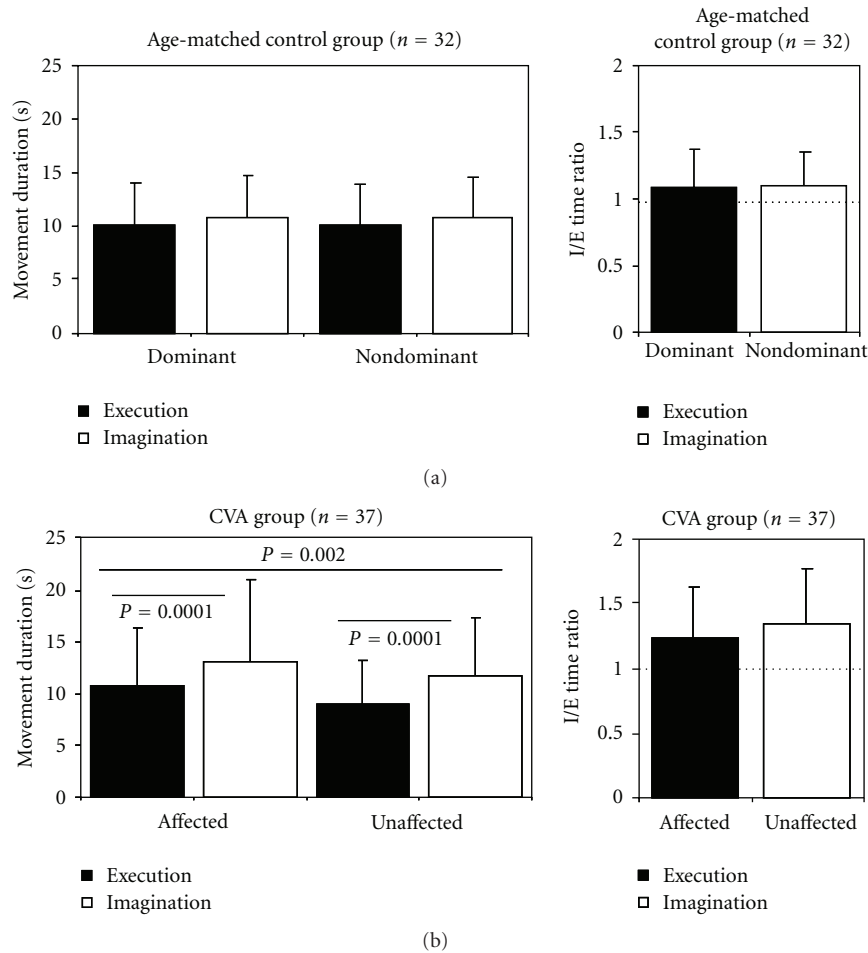 Age-matched control group (n = 32)
25
20
15
10
5
0
Movement duration (s)
Dominant
Nondominant
Execution
Imagination
Age-matched
control group (n = 32)
2
1.5
1
0.5
0
I/E time ratio
Dominant Nondominant
Execution
Imagination
(a)
CVA group (n = 37)
25
20
15
10
5
0
Movement duration (s)
P = 0.002
P = 0.0001
P = 0.0001
Affected
Unaffected
Execution
Imagination
CVA group (n = 37)
2
1.5
1
0.5
0
I/E time ratio
Affected Unaffected
Execution
Imagination
(b)